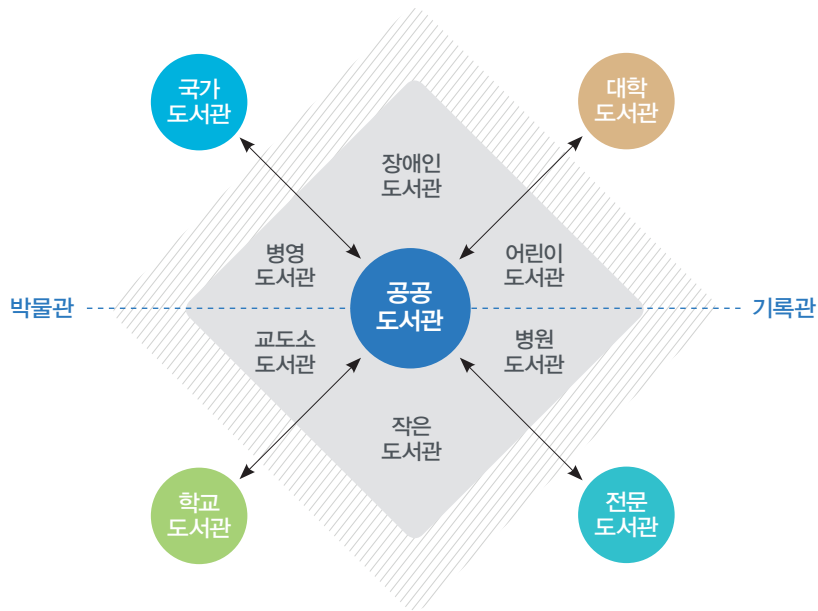 국가
도서관
대학
도서관
장애인
도서관
병영
도서관
어린이
도서관
박물관
공공
도서관
기록관
교도소
도서관
병원
도서관
작은
도서관
학교
도서관
전문
도서관